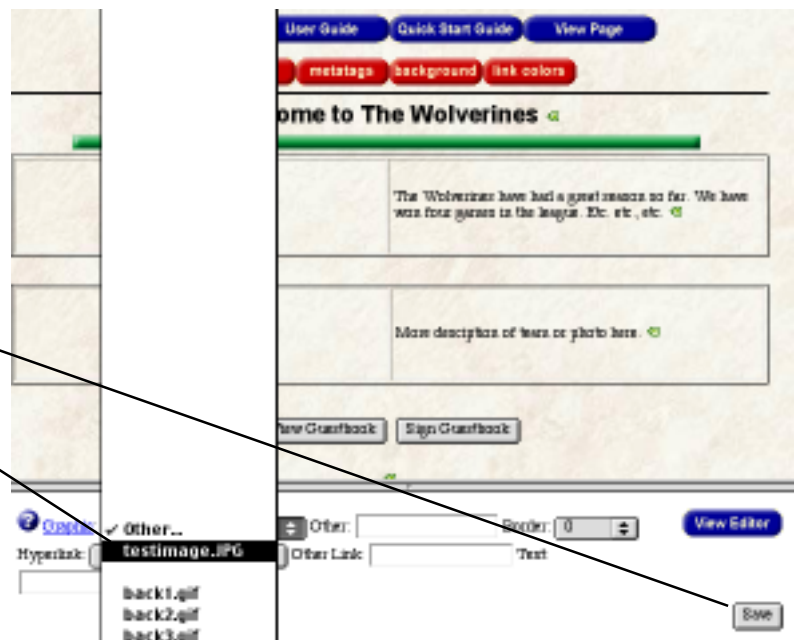 User Guide Quick Start Guide View Page
metatags background link colors
ome to The Wolverines
The Wolverines have had a great season so far. We have
won four games in the league. Etc. etc., etc.
More desciption of team or photo here.
iew Guestbook Sign Guestbook
Graphic ✓ Other... Other: Border: 0 View Editor
Hyperlink: testimage.JPG Other Link: Text
back1.gif
back2.gif
back3.gif
Save